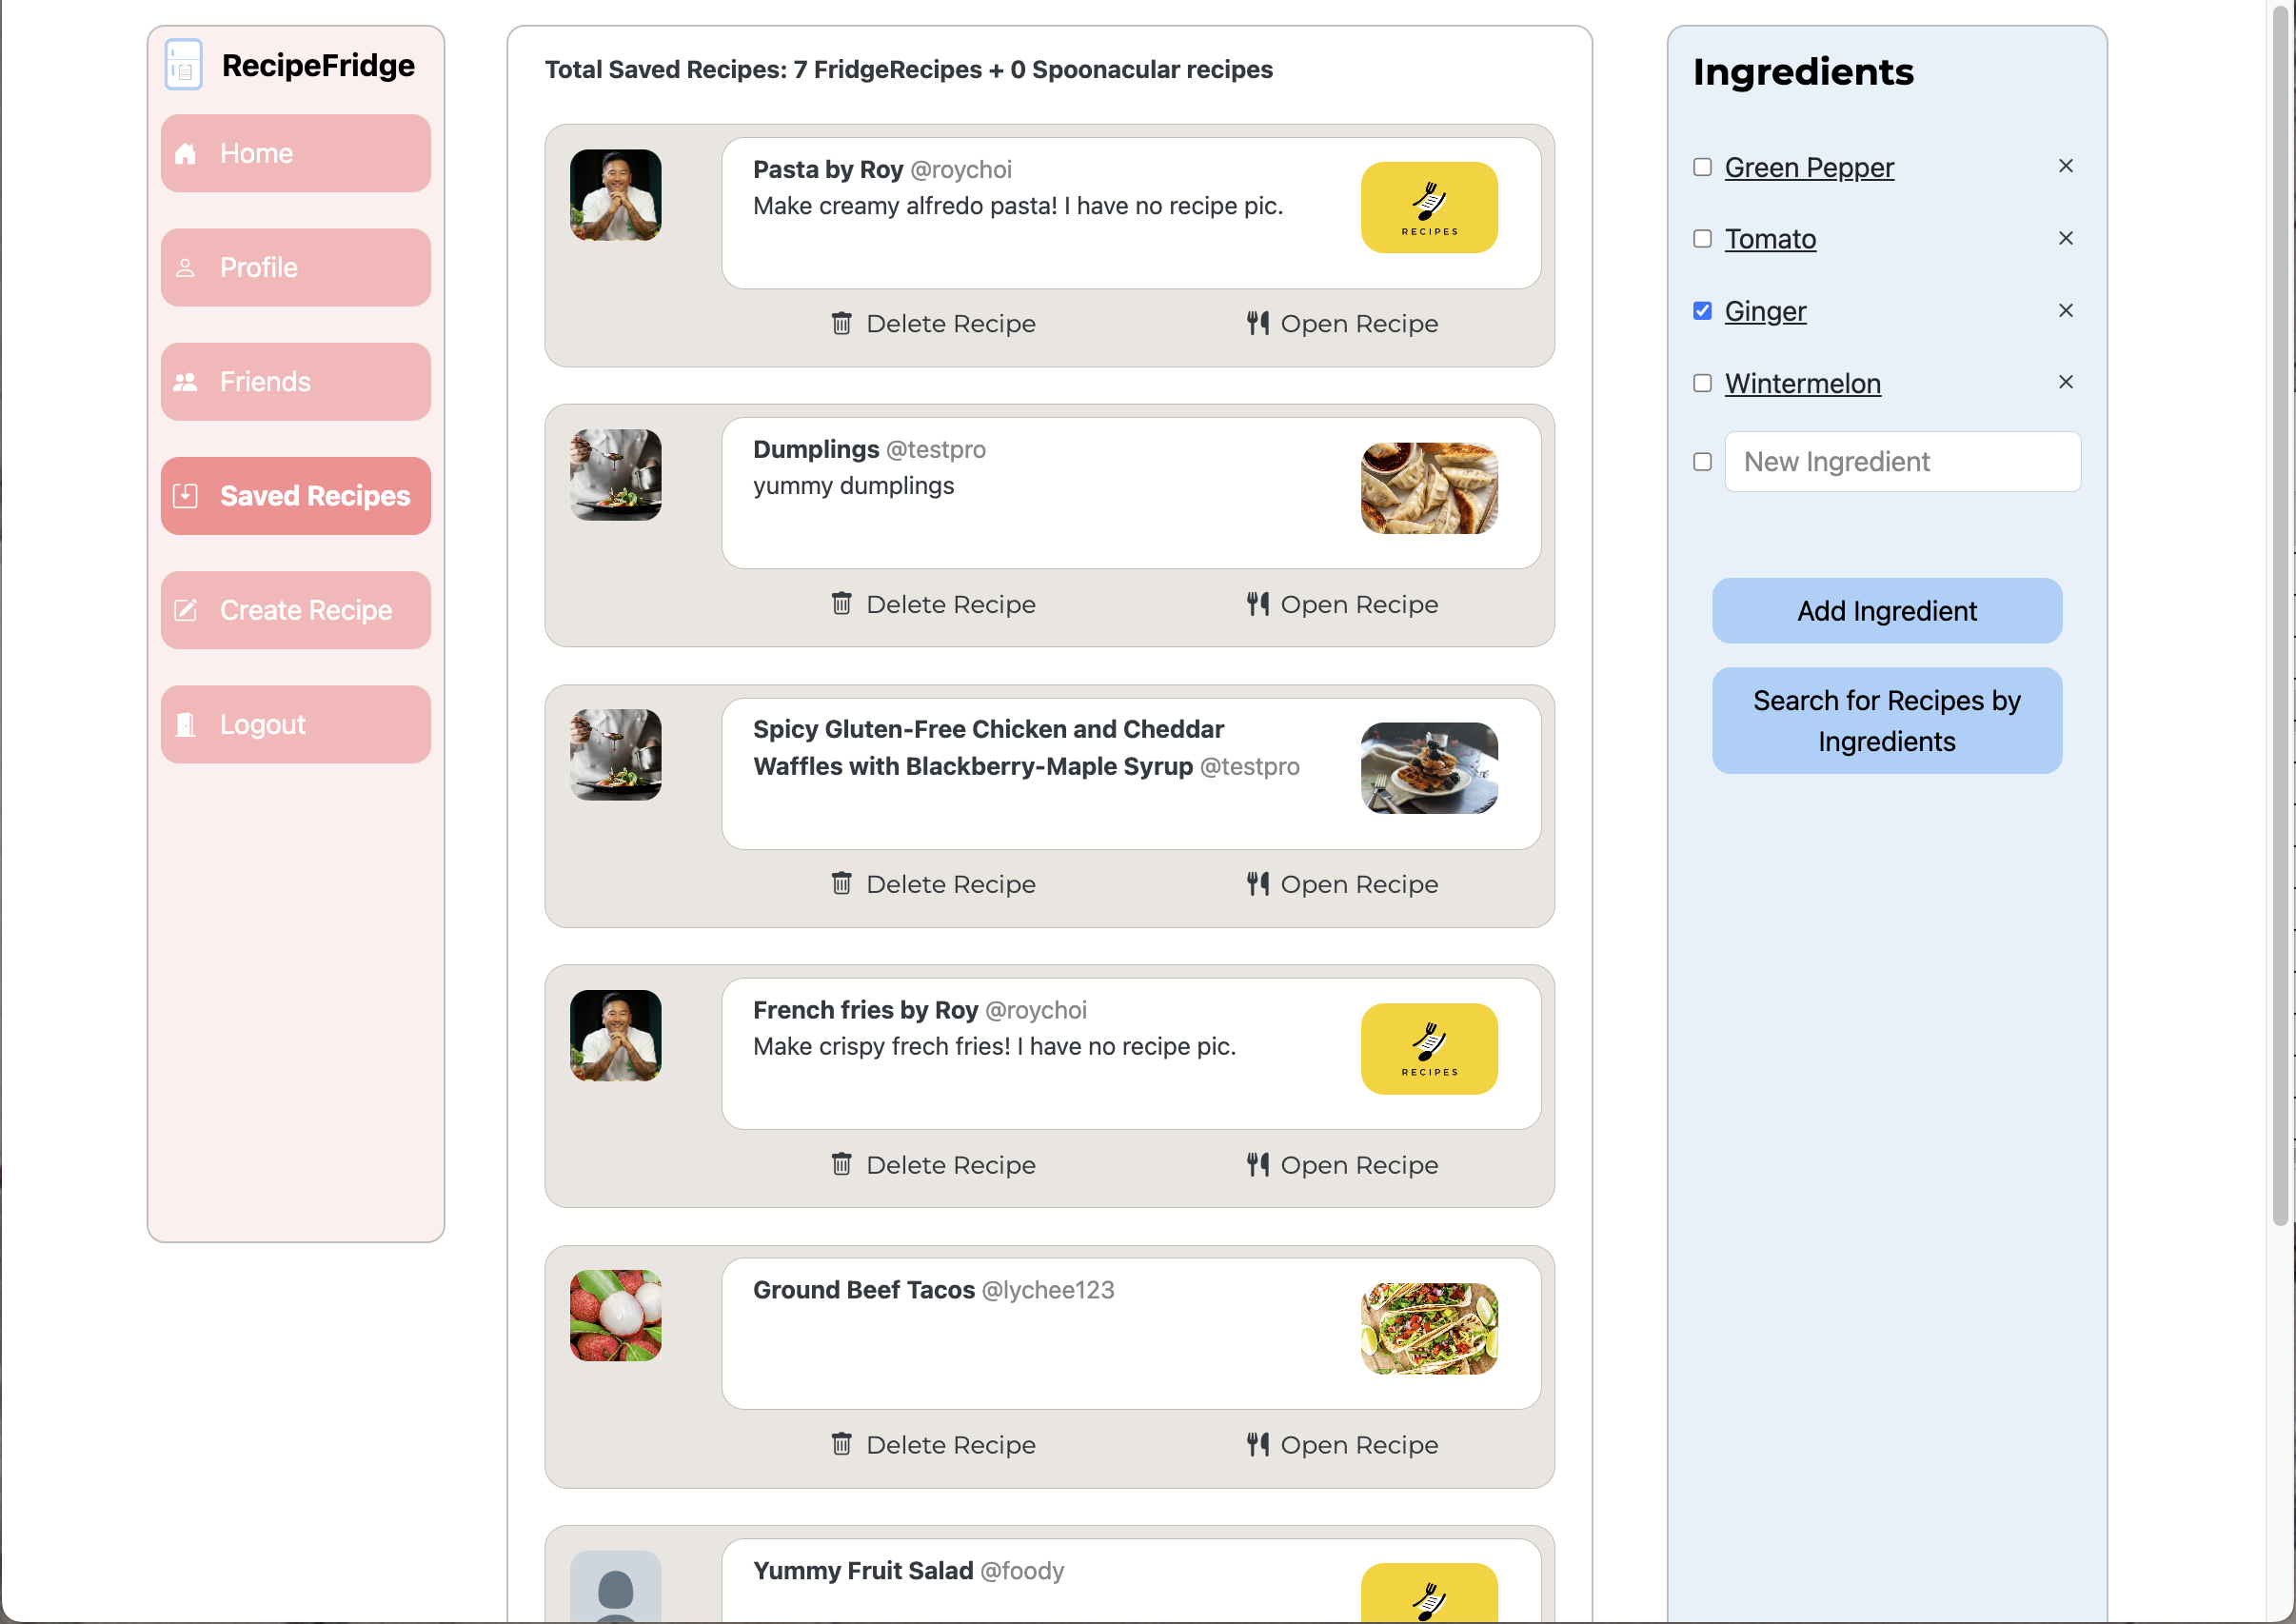 RecipeFridge
Home
Profile
Friends
Saved Recipes
Create Recipe
Logout
Total Saved Recipes: 7 FridgeRecipes + 0 Spoonacular recipes
Pasta by Roy @roychoi
Make creamy alfredo pasta! I have no recipe pic.
RECIPES
Delete Recipe
Open Recipe
Dumplings @testpro
yummy dumplings
Delete Recipe
Open Recipe
Spicy Gluten-Free Chicken and Cheddar
Waffles with Blackberry-Maple Syrup @testpro
Delete Recipe
Open Recipe
French fries by Roy @roychoi
Make crispy frech fries! I have no recipe pic.
RECIPES
Delete Recipe
Open Recipe
Ground Beef Tacos @lychee123
Delete Recipe
Open Recipe
Yummy Fruit Salad @foody
Ingredients
Green Pepper
Tomato
Ginger
Wintermelon
New Ingredient
Add Ingredient
Search for Recipes by
Ingredients